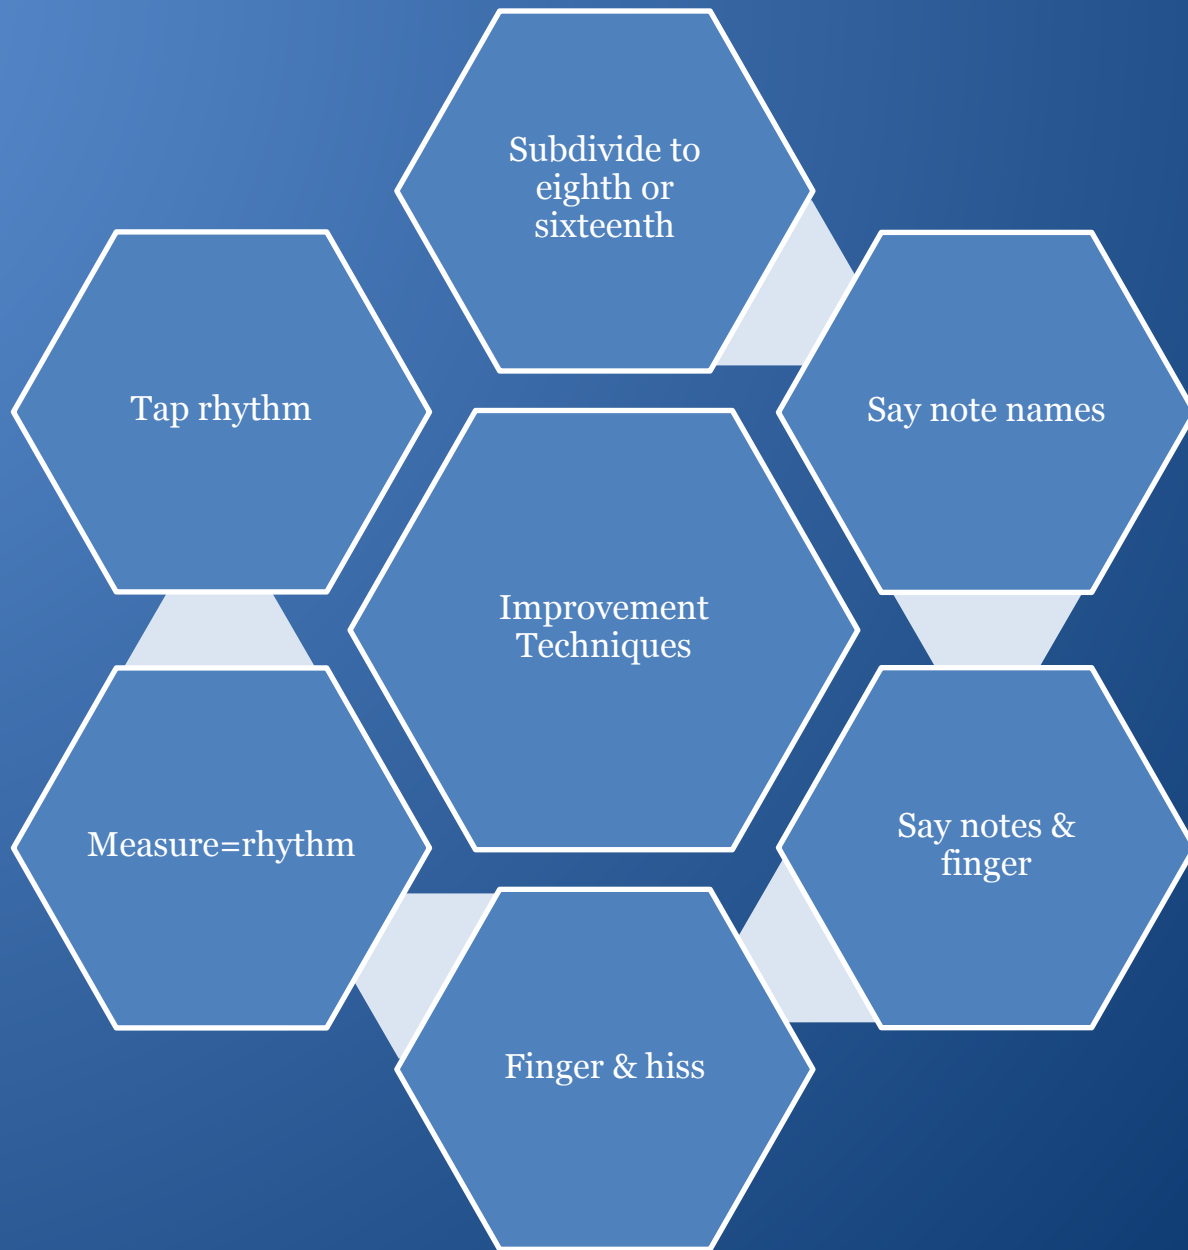 Subdivide to
eighth or
sixteenth
Say note names
Say notes &
finger
Finger & hiss
Measure=rhythm
Tap rhythm
Improvement
Techniques